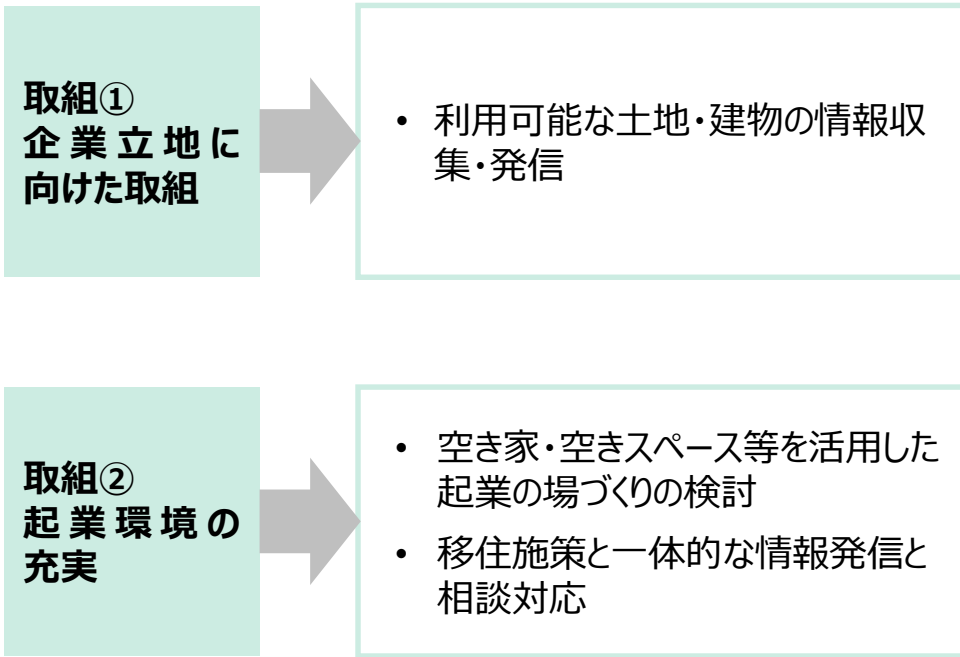 取組①
企業立地に
向けた取組
• 利用可能な土地・建物の情報収
集・発信
取組②
起業環境の
充実
• 空き家・空きスペース等を活用した
起業の場づくりの検討
• 移住施策と一体的な情報発信と
相談対応